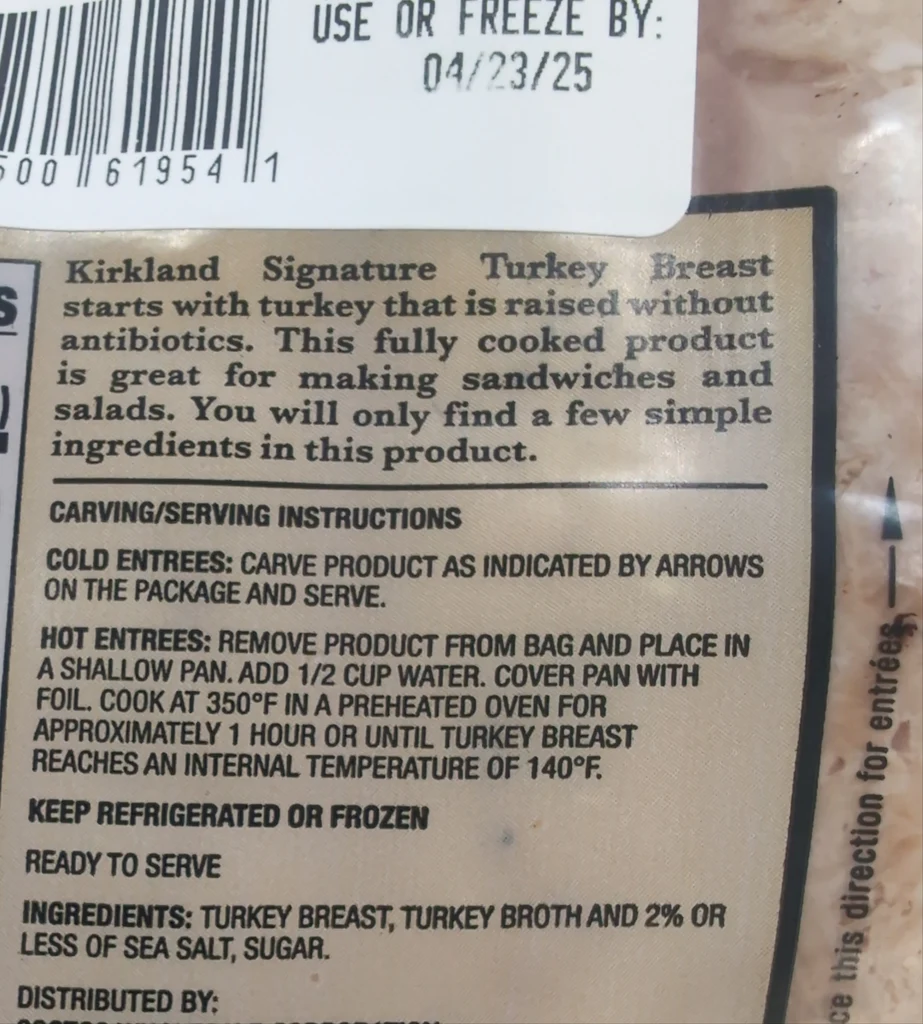 USE OR FREEZE BY:
04/23/25
00 61954 1
Kirkland Signature Turkey Breast
starts with turkey that is raised without
antibiotics. This fully cooked product
is great for making sandwiches and
salads. You will only find a few simple
ingredients in this product.
CARVING/SERVING INSTRUCTIONS
COLD ENTREES: CARVE PRODUCT AS INDICATED BY ARROWS
ON THE PACKAGE AND SERVE.
HOT ENTREES: REMOVE PRODUCT FROM BAG AND PLACE IN
A SHALLOW PAN. ADD 1/2 CUP WATER. COVER PAN WITH
FOIL. COOK AT 350°F IN A PREHEATED OVEN FOR
APPROXIMATELY 1 HOUR OR UNTIL TURKEY BREAST
REACHES AN INTERNAL TEMPERATURE OF 140°F.
KEEP REFRIGERATED OR FROZEN
READY TO SERVE
INGREDIENTS: TURKEY BREAST, TURKEY BROTH AND 2% OR
LESS OF SEA SALT, SUGAR.
DISTRIBUTED BY:
this direction for entrées